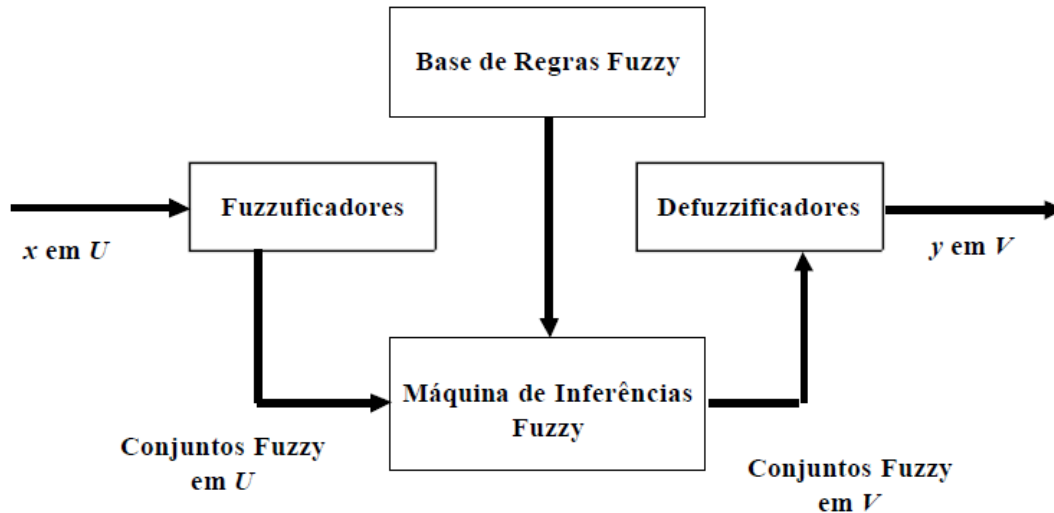 Base de Regras Fuzzy
Fuzzuficadores
Defuzzificadores
x em U
y em V
Máquina de Inferências
Fuzzy
Conjuntos Fuzzy
em U
Conjuntos Fuzzy
em V